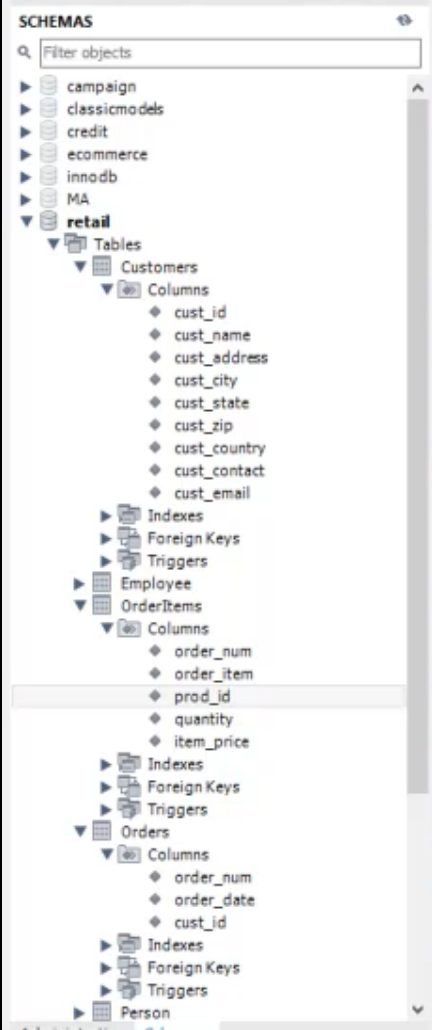 SCHEMAS
Filter objects
campaign
classicmodels
credit
ecommerce
innodb
MA
retail
Tables
Customers
Columns
cust_id
cust_name
cust_address
cust_city
cust_state
cust_zip
cust_country
cust_contact
cust_email
Indexes
Foreign Keys
Triggers
Employee
OrderItems
Columns
order_num
order_item
prod_id
quantity
item_price
Indexes
Foreign Keys
Triggers
Orders
Columns
order_num
order_date
cust_id
Indexes
Foreign Keys
Triggers
Person